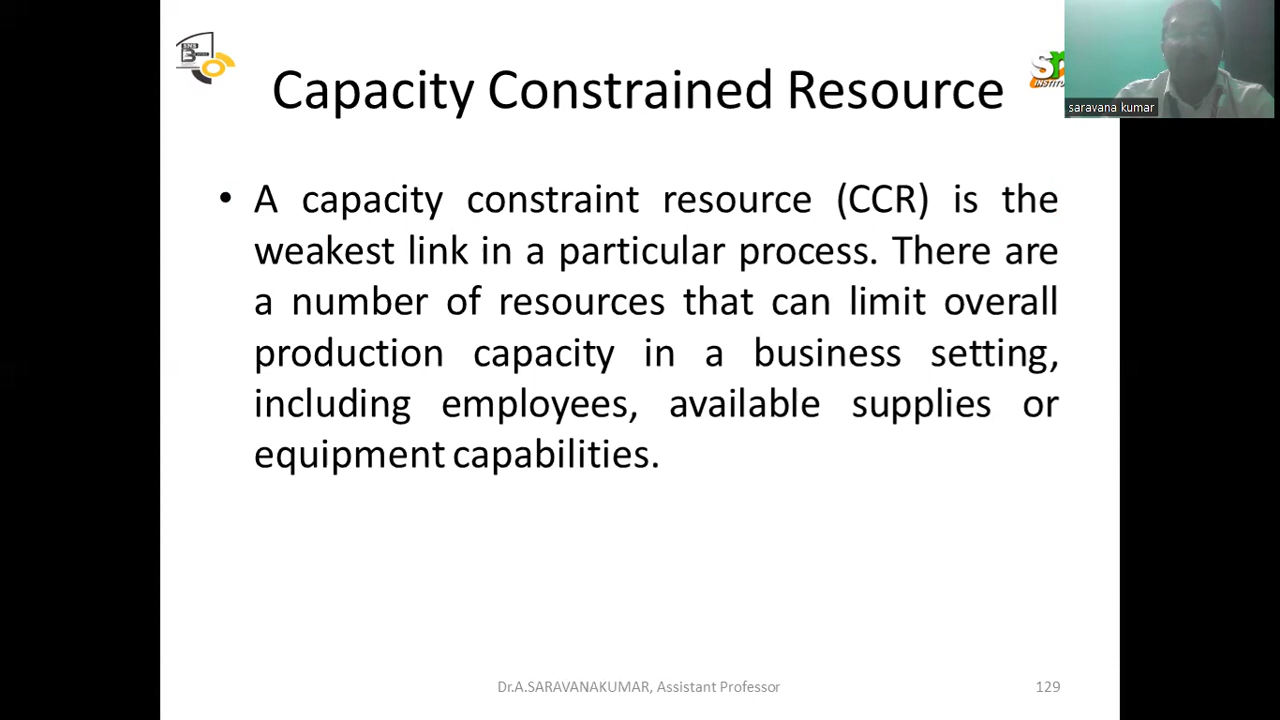 Capacity Constrained Resource
saravana kumar
• A capacity constraint resource (CCR) is the
weakest link in a particular process. There are
a number of resources that can limit overall
production capacity in a business setting,
including employees, available supplies or
equipment capabilities.
Dr.A.SARAVANAKUMAR, Assistant Professor
129